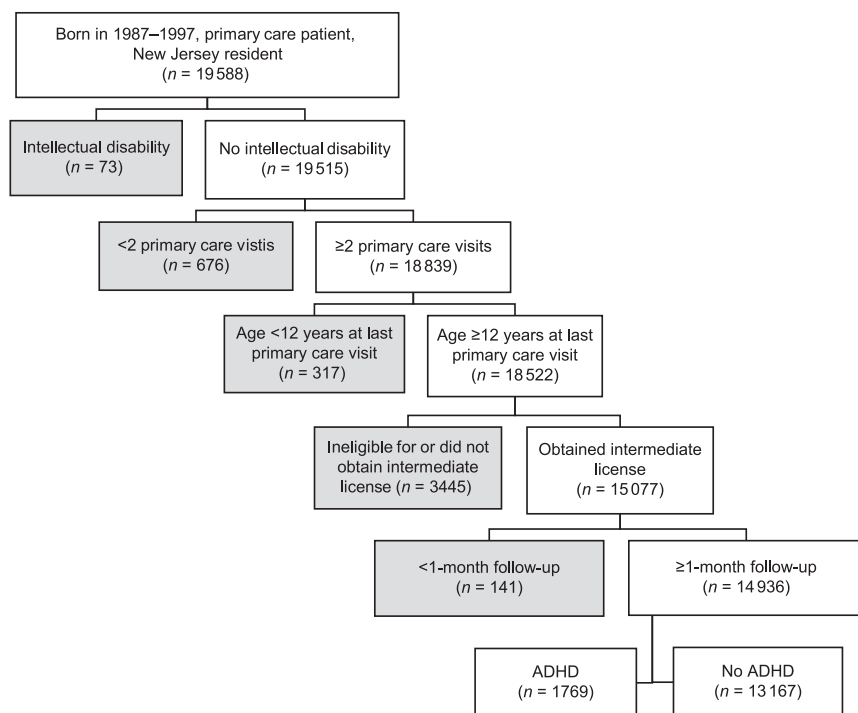 Born in 1987–1997, primary care patient,
New Jersey resident
(n = 19 588)
Intellectual disability
(n = 73)
No intellectual disability
(n = 19 515)
<2 primary care vistis
(n = 676)
≥2 primary care visits
(n = 18 839)
Age <12 years at last
primary care visit
(n = 317)
Age ≥12 years at last
primary care visit
(n = 18 522)
Ineligible for or did not
obtain intermediate
license (n = 3445)
Obtained intermediate
license
(n = 15 077)
<1-month follow-up
(n = 141)
≥1-month follow-up
(n = 14 936)
ADHD
(n = 1769)
No ADHD
(n = 13 167)